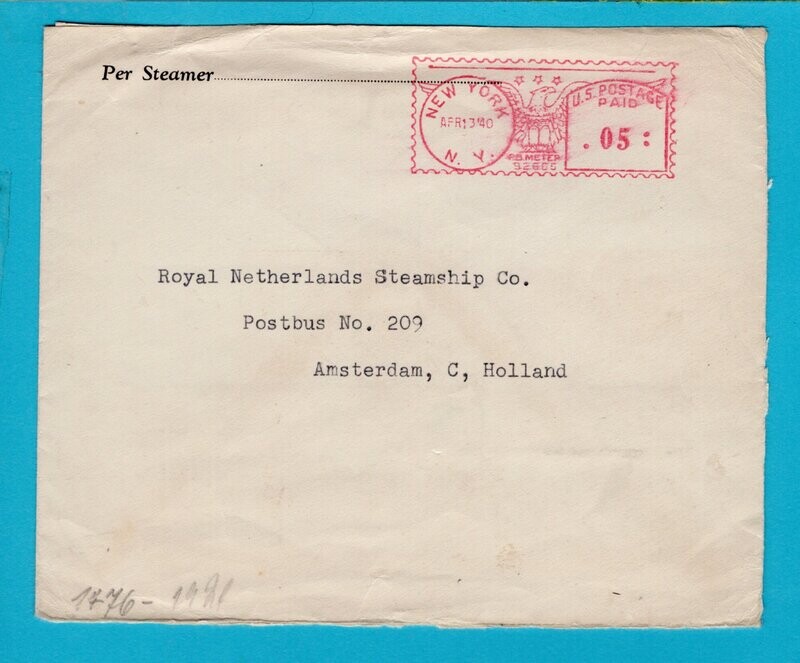 Per Steamer
NEW YORK
APR 13 '40
N. Y.
U.S. POSTAGE
PAID
.05 :
P.B. METER
92605
Royal Netherlands Steamship Co.
Postbus No. 209
Amsterdam, C, Holland
1776-